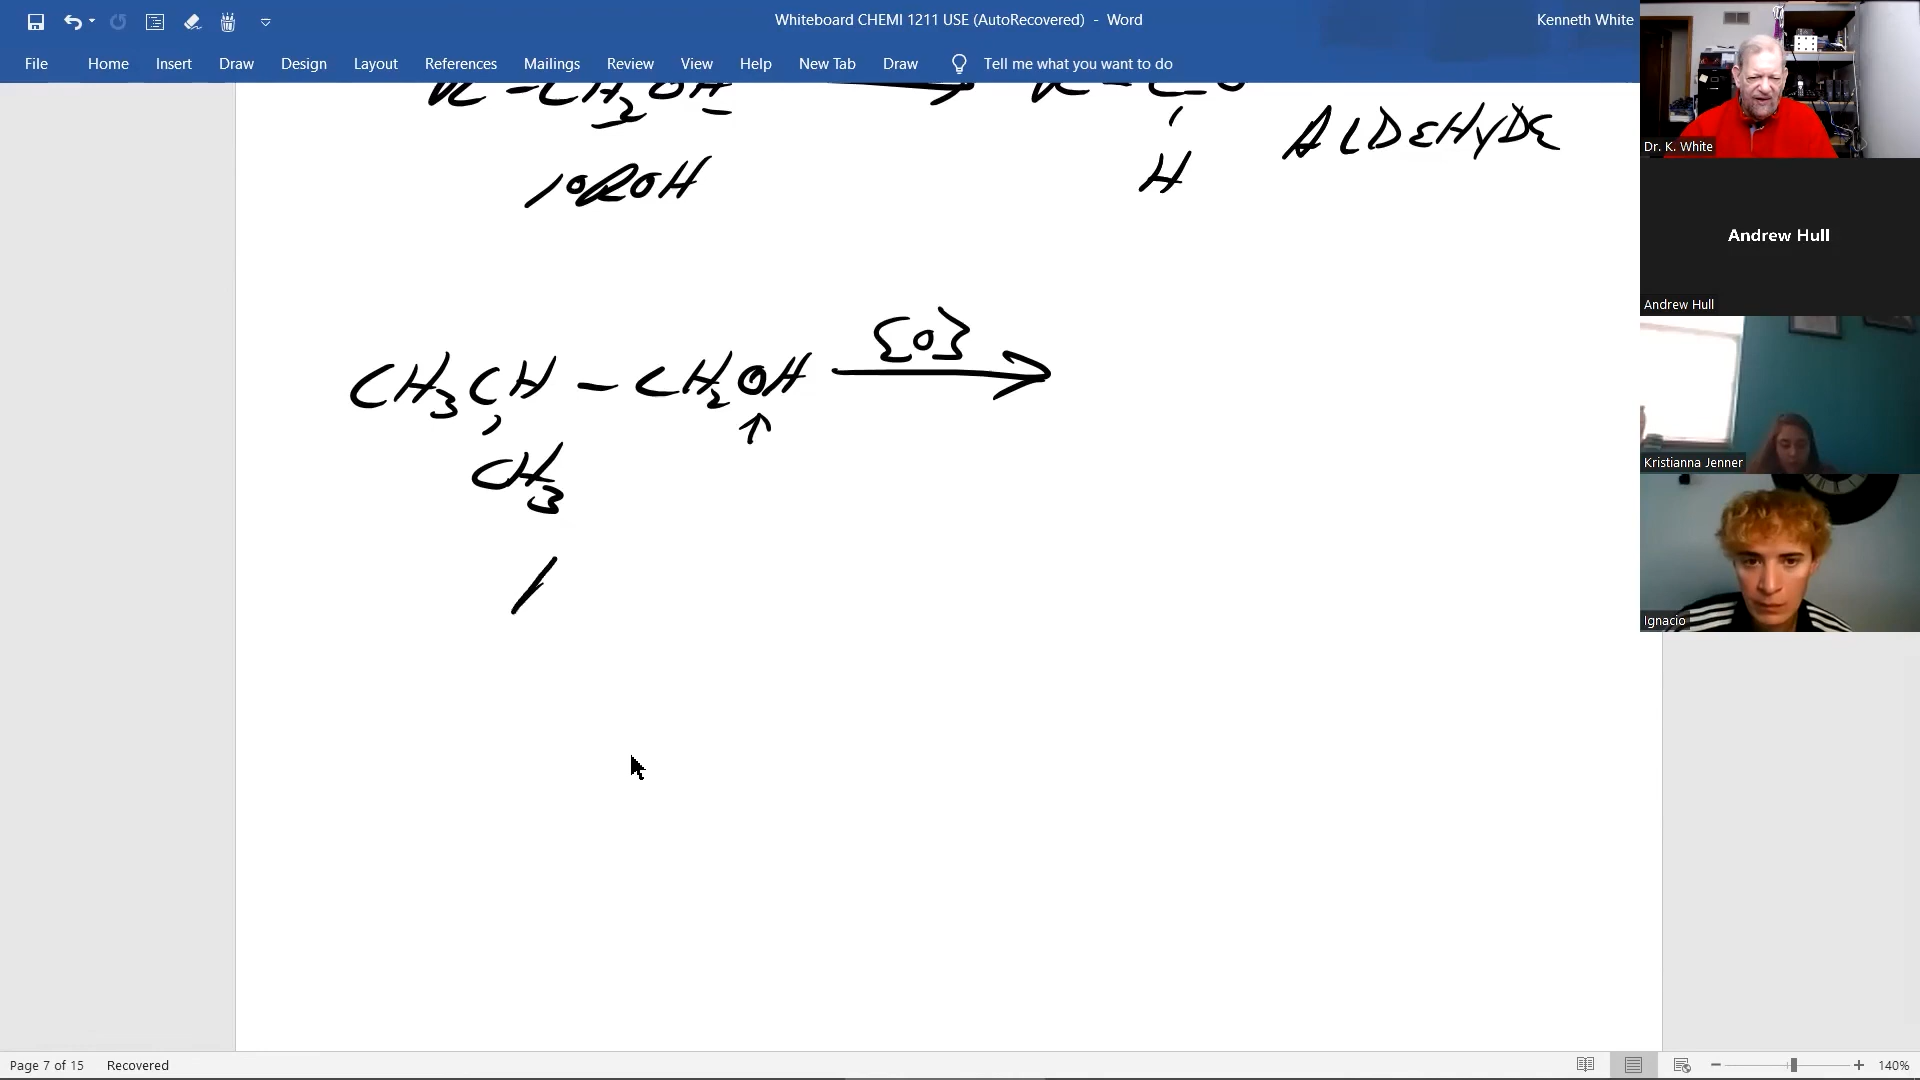 Whiteboard CHEMI 1211 USE (AutoRecovered) - Word
Kenneth White
File Home Insert Draw Design Layout References Mailings Review View Help New Tab Draw Tell me what you want to do
R-CH2OH
ALDEHYDE
H
1°ROH
{O}
CH3CH-CH2OH
↑
CH3
Dr. K. White
Andrew Hull
Andrew Hull
Kristianna Jenner
Ignacio
Page 7 of 15 Recovered
140%